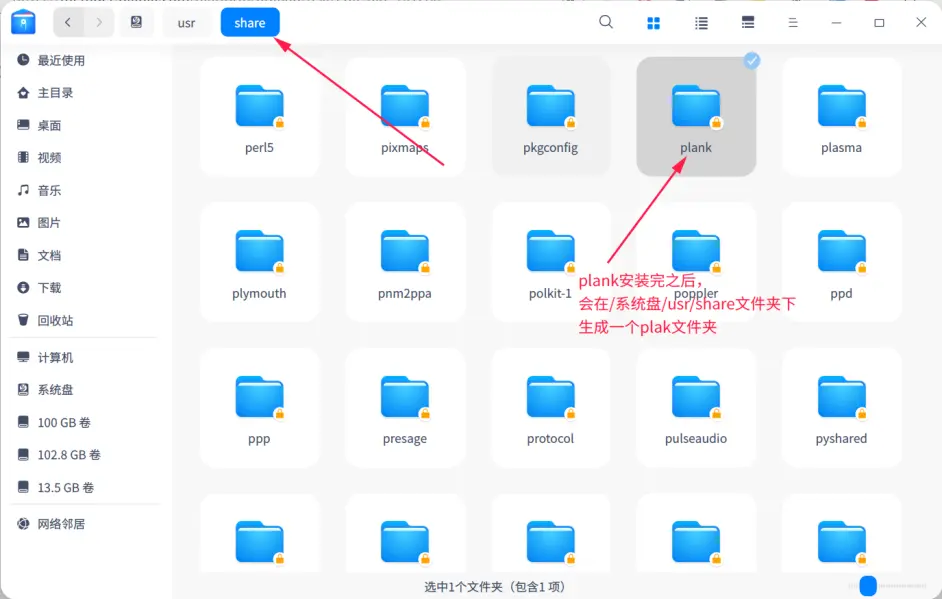 usr
share
最近使用
主目录
桌面
视频
音乐
图片
文档
下载
回收站
计算机
系统盘
100 GB 卷
102.8 GB 卷
13.5 GB 卷
网络邻居
perl5
pixmaps
pkgconfig
plank
plasma
plymouth
pnm2ppa
polkit-1
poppler
ppd
plank安装完之后，
会在/系统盘/usr/share文件夹下
生成一个plak文件夹
ppp
presage
protocol
pulseaudio
pyshared
选中1个文件夹（包含1 项）